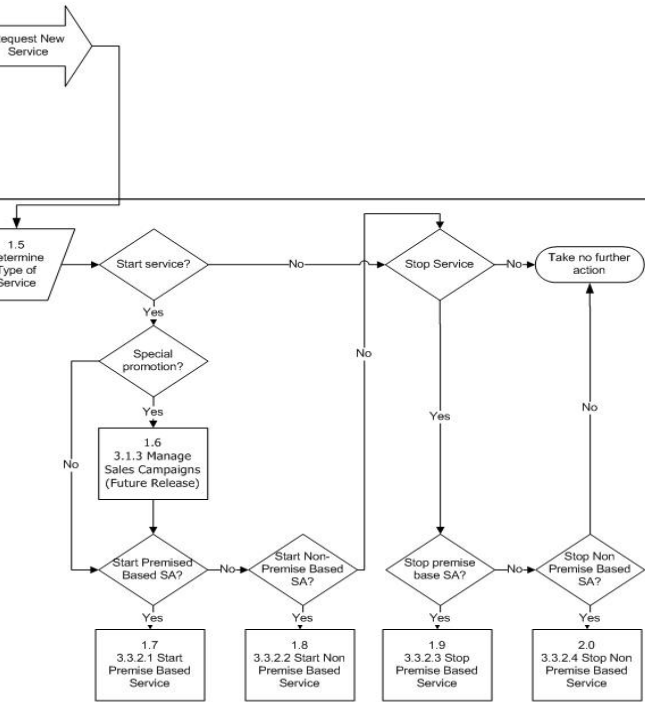 equest New
Service
1.5
etermine
Type of
Service
Start service?
No
Stop Service
No
Take no further
action
Yes
Special
promotion?
No
Yes
No
Yes
No
1.6
3.1.3 Manage
Sales Campaigns
(Future Release)
Start Premised
Based SA?
No
Start Non-
Premise Based
SA?
Stop premise
base SA?
No
Stop Non
Premise Based
SA?
Yes
Yes
Yes
Yes
1.7
3.3.2.1 Start
Premise Based
Service
1.8
3.3.2.2 Start Non
Premise Based
Service
1.9
3.3.2.3 Stop
Premise Based
Service
2.0
3.3.2.4 Stop Non
Premise Based
Service